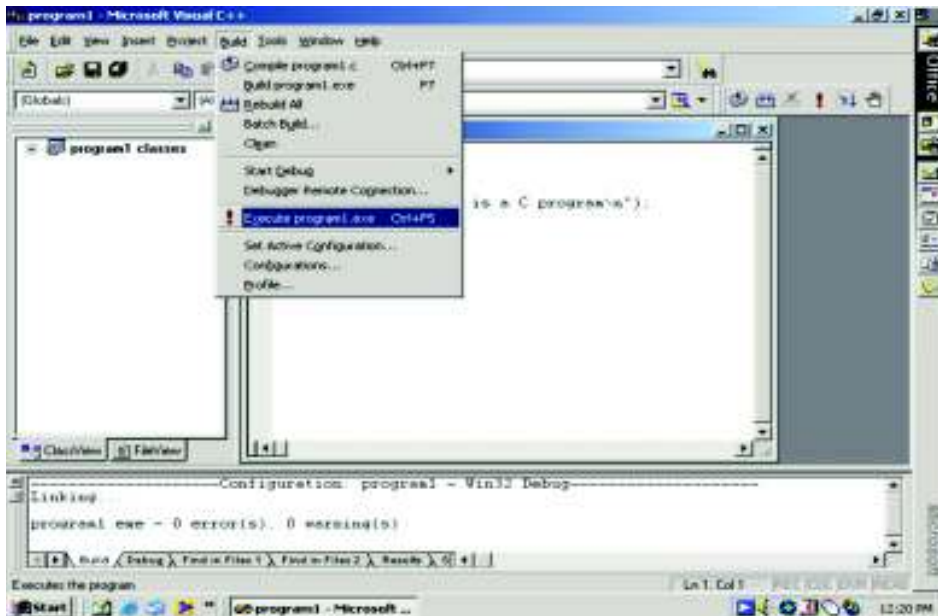 program1 - Microsoft Visual C++
File Edit View Insert Project Build Tools Window Help
Compile program1.c Ctrl+F7
Build program1.exe F7
Rebuild All
Batch Build...
Clean
Start Debug
Debugger Remote Connection...
Execute program1.exe Ctrl+F5
Set Active Configuration...
Configurations...
Profile...
(Globals)
program1 classes
is a C program\n");
ClassView FileView
Configuration: program1 - Win32 Debug
Linking...
program1.exe - 0 error(s), 0 warning(s)
Build Debug Find in Files 1 Find in Files 2 Results
Executes the program
Ln 1, Col 1
Start
program1 - Microsoft ...
12:20 PM
Office
Microsoft